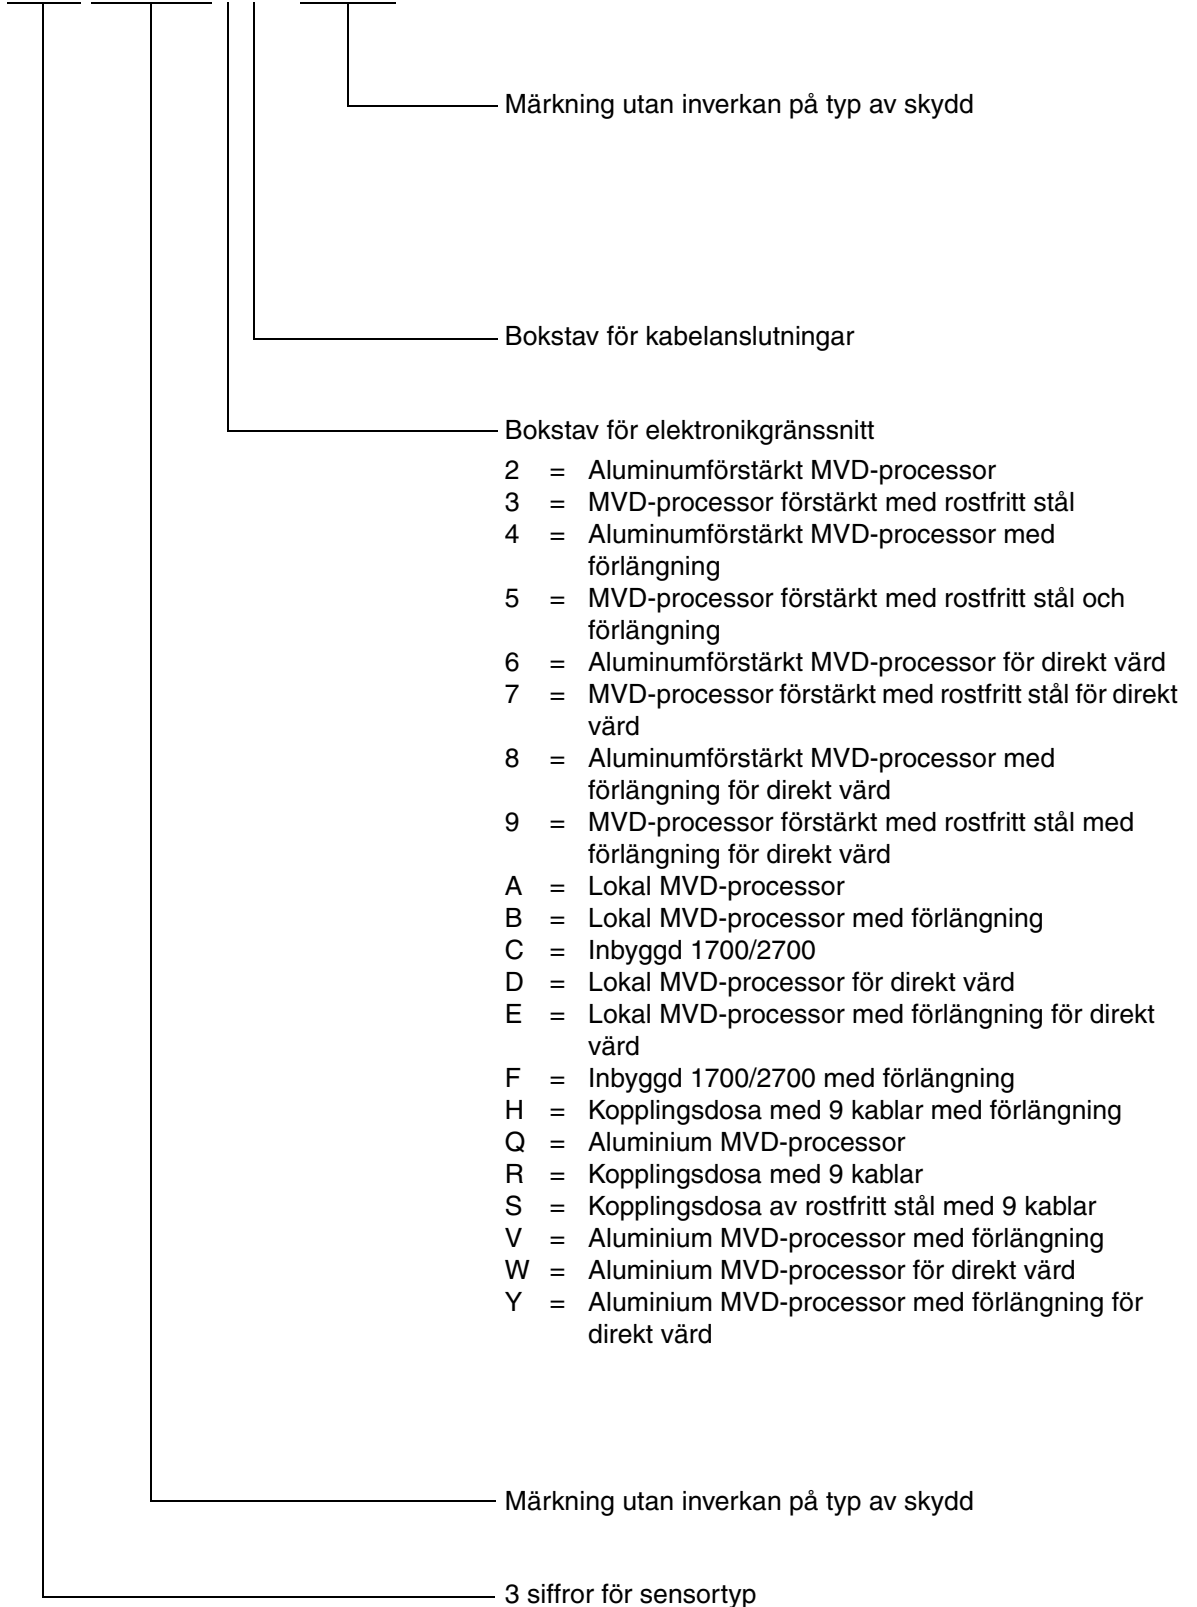 Märkning utan inverkan på typ av skydd
Bokstav för kabelanslutningar
Bokstav för elektronikgränssnitt
2 = Aluminumförstärkt MVD-processor
3 = MVD-processor förstärkt med rostfritt stål
4 = Aluminumförstärkt MVD-processor med
förlängning
5 = MVD-processor förstärkt med rostfritt stål och
förlängning
6 = Aluminumförstärkt MVD-processor för direkt värd
7 = MVD-processor förstärkt med rostfritt stål för direkt
värd
8 = Aluminumförstärkt MVD-processor med
förlängning för direkt värd
9 = MVD-processor förstärkt med rostfritt stål med
förlängning för direkt värd
A = Lokal MVD-processor
B = Lokal MVD-processor med förlängning
C = Inbyggd 1700/2700
D = Lokal MVD-processor för direkt värd
E = Lokal MVD-processor med förlängning för direkt
värd
F = Inbyggd 1700/2700 med förlängning
H = Kopplingsdosa med 9 kablar med förlängning
Q = Aluminium MVD-processor
R = Kopplingsdosa med 9 kablar
S = Kopplingsdosa av rostfritt stål med 9 kablar
V = Aluminium MVD-processor med förlängning
W = Aluminium MVD-processor för direkt värd
Y = Aluminium MVD-processor med förlängning för
direkt värd
Märkning utan inverkan på typ av skydd
3 siffror för sensortyp